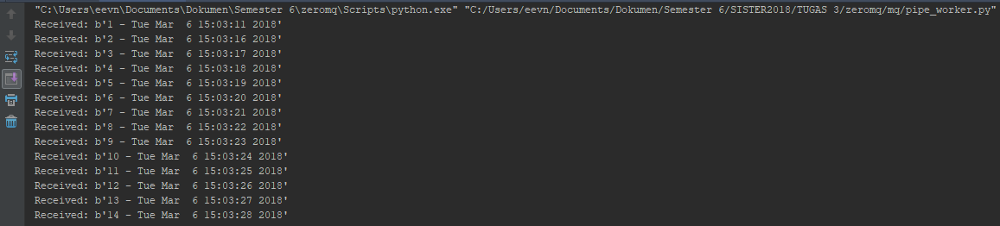 "C:\Users\eevn\Documents\Dokumen\Semester 6\zeromq\Scripts\python.exe" "C:/Users/eevn/Documents/Dokumen/Semester 6/SISTER2018/TUGAS 3/zeromq/mq/pipe_worker.py"
Received: b'1 - Tue Mar  6 15:03:11 2018'
Received: b'2 - Tue Mar  6 15:03:16 2018'
Received: b'3 - Tue Mar  6 15:03:17 2018'
Received: b'4 - Tue Mar  6 15:03:18 2018'
Received: b'5 - Tue Mar  6 15:03:19 2018'
Received: b'6 - Tue Mar  6 15:03:20 2018'
Received: b'7 - Tue Mar  6 15:03:21 2018'
Received: b'8 - Tue Mar  6 15:03:22 2018'
Received: b'9 - Tue Mar  6 15:03:23 2018'
Received: b'10 - Tue Mar  6 15:03:24 2018'
Received: b'11 - Tue Mar  6 15:03:25 2018'
Received: b'12 - Tue Mar  6 15:03:26 2018'
Received: b'13 - Tue Mar  6 15:03:27 2018'
Received: b'14 - Tue Mar  6 15:03:28 2018'